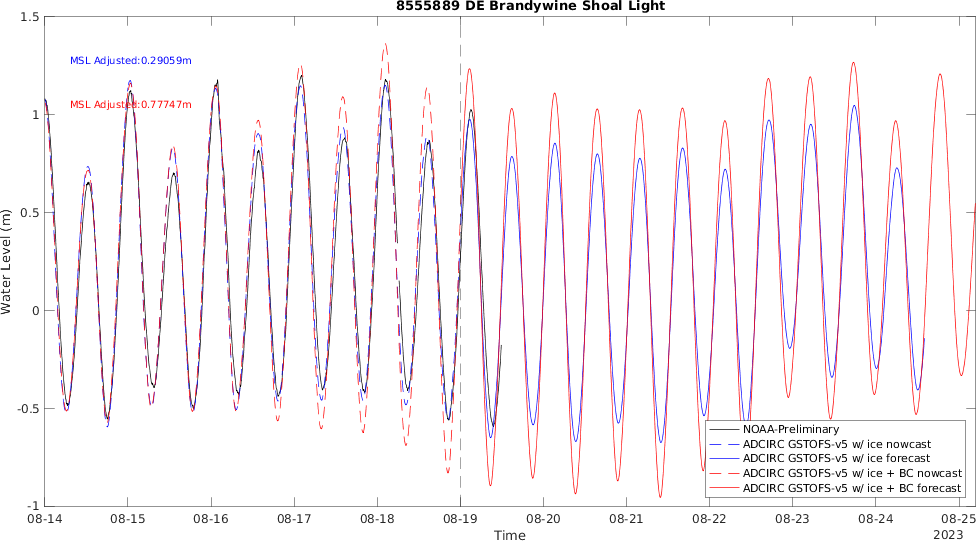 8555889 DE Brandywine Shoal Light
1.5
MSL Adjusted:0.29059m
MSL Adjusted:0.77747m
1
0.5
Water Level (m)
0
-0.5
NOAA-Preliminary
ADCIRC GSTOFS-v5 w/ ice nowcast
ADCIRC GSTOFS-v5 w/ ice forecast
ADCIRC GSTOFS-v5 w/ ice + BC nowcast
ADCIRC GSTOFS-v5 w/ ice + BC forecast
-1
08-14 08-15 08-16 08-17 08-18 08-19 08-20 08-21 08-22 08-23 08-24 08-25
Time
2023